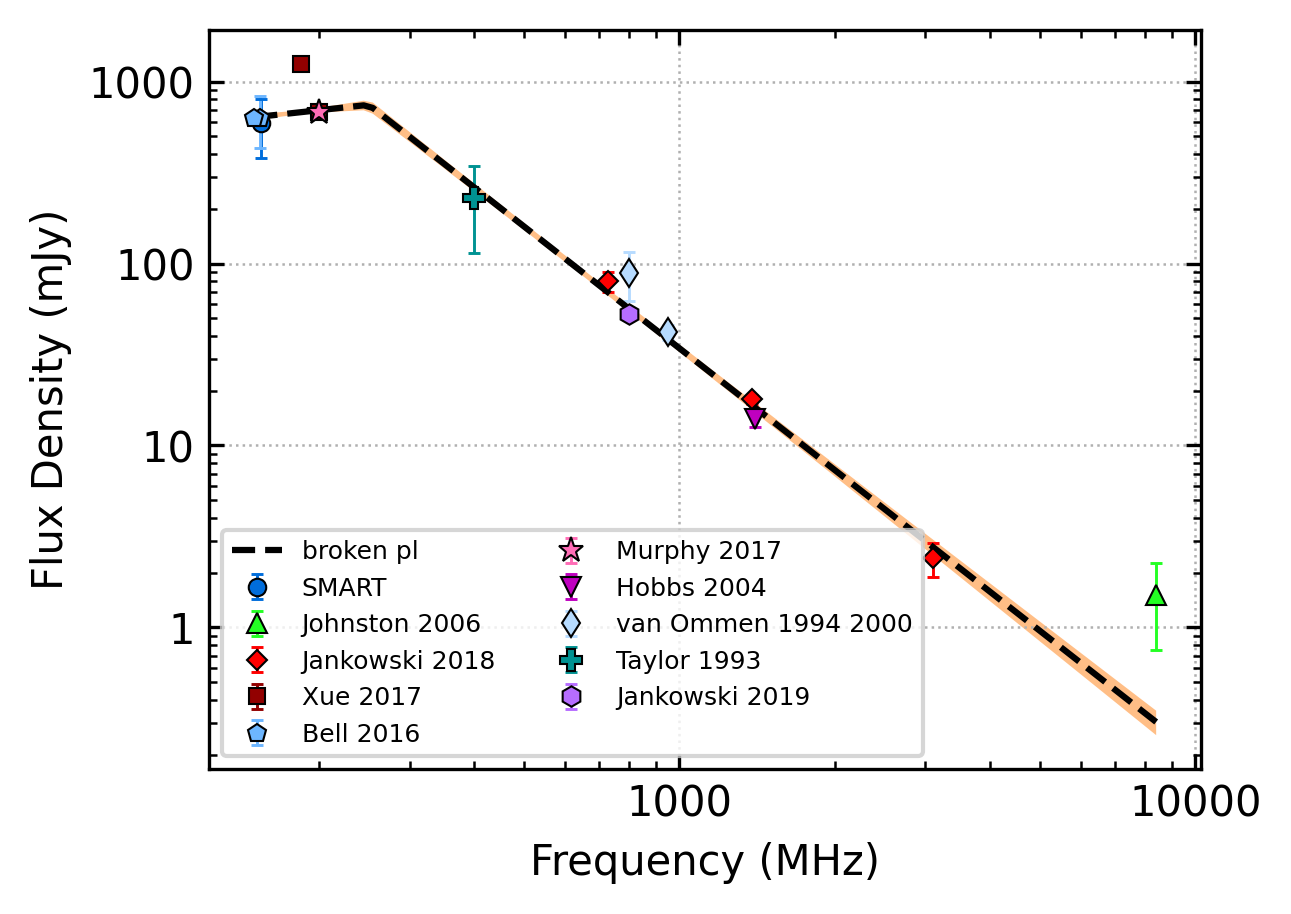 1000
100
10
1
Flux Density (mJy)
broken pl
SMART
Johnston 2006
Jankowski 2018
Xue 2017
Bell 2016
Murphy 2017
Hobbs 2004
van Ommen 1994 2000
Taylor 1993
Jankowski 2019
1000
10000
Frequency (MHz)